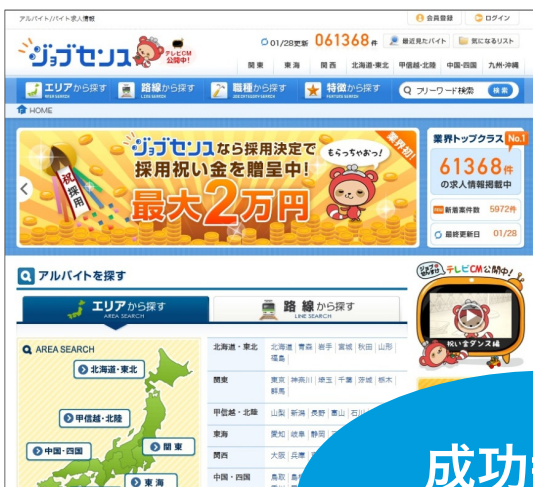 アルバイト/バイト求人情報
会員登録 ログイン
ジョブセンス テレビCM公開中!
01/28更新 061368件 最近見たバイト 気になるリスト
関東 東海 関西 北海道・東北 甲信越・北陸 中国・四国 九州・沖縄
エリアから探す 路線から探す 職種から探す 特徴から探す フリーワード検索 検索
HOME
ジョブセンスなら採用決定で
採用祝い金を贈呈中!
最大2万円
祝採用
もらっちゃお♪
業界初!
業界トップクラス No.1
61368件
の求人情報掲載中
新着案件数 5972件
最終更新日 01/28
アルバイトを探す
エリアから探す
AREA SEARCH
路線から探す
LINE SEARCH
テレビCM公開中!
祝い金ダンス編
AREA SEARCH
北海道・東北
甲信越・北陸
中国・四国
関東
東海
北海道・東北 北海道 青森 岩手 宮城 秋田 山形
福島
関東 東京 神奈川 埼玉 千葉 茨城 栃木
群馬
甲信越・北陸 山梨 新潟 長野 富山 石川
東海 愛知 岐阜 静岡
関西 大阪 兵庫
中国・四国 鳥取
成功